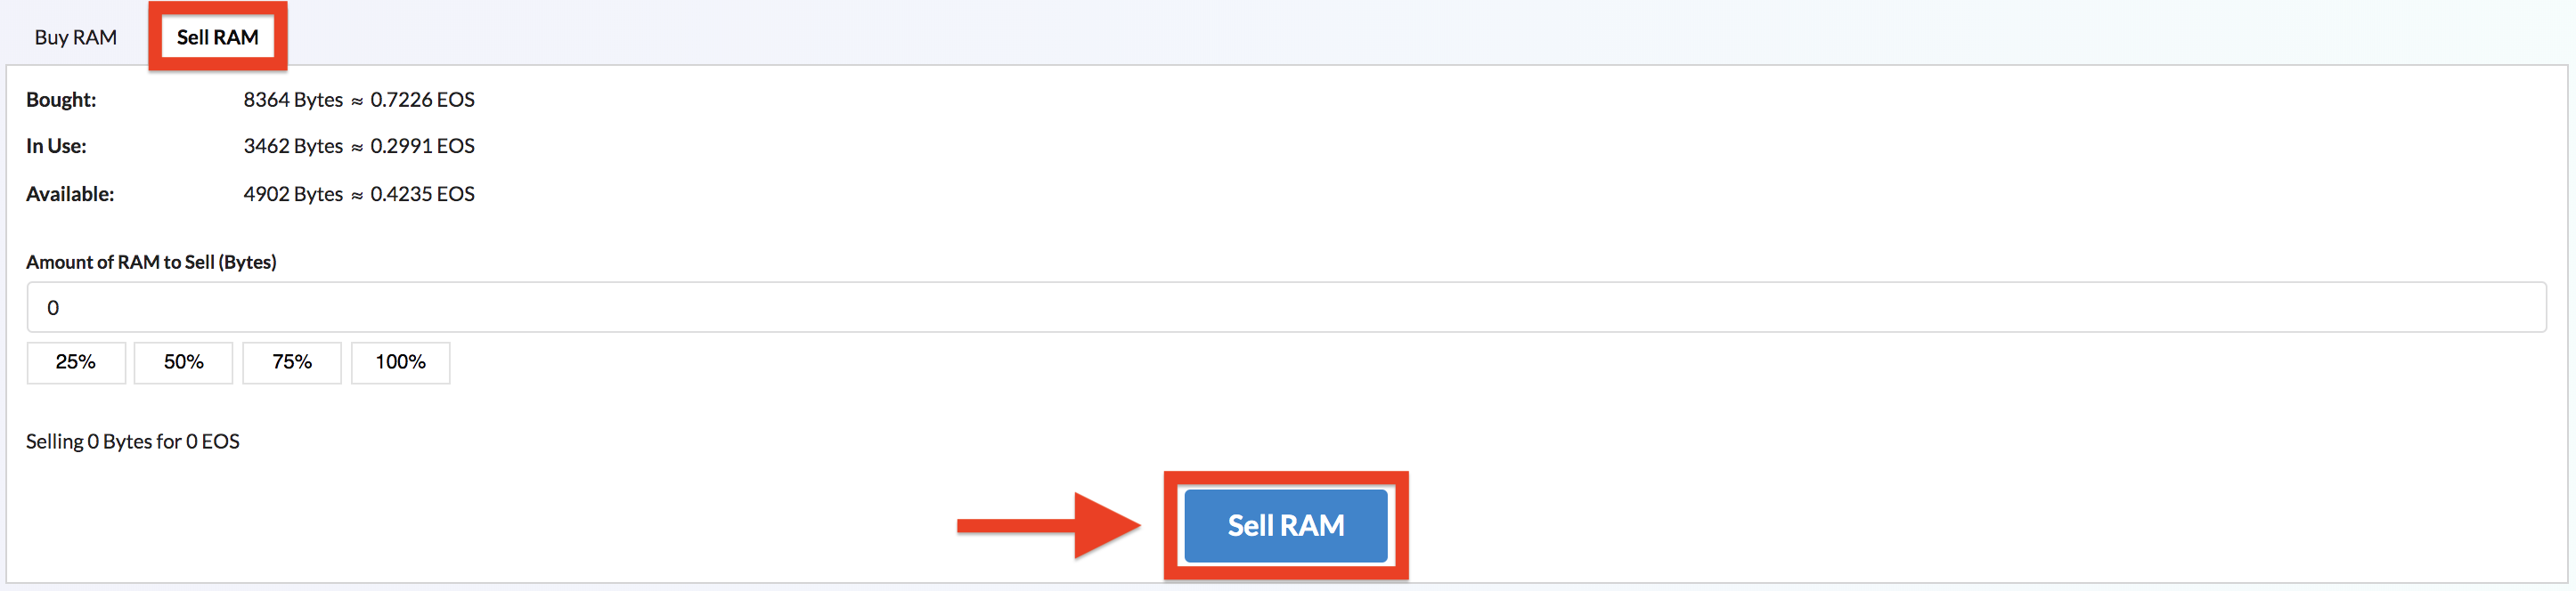 Buy RAM Sell RAM
Bought: 8364 Bytes ≈ 0.7226 EOS
In Use: 3462 Bytes ≈ 0.2991 EOS
Available: 4902 Bytes ≈ 0.4235 EOS
Amount of RAM to Sell (Bytes)
0
25% 50% 75% 100%
Selling 0 Bytes for 0 EOS
Sell RAM